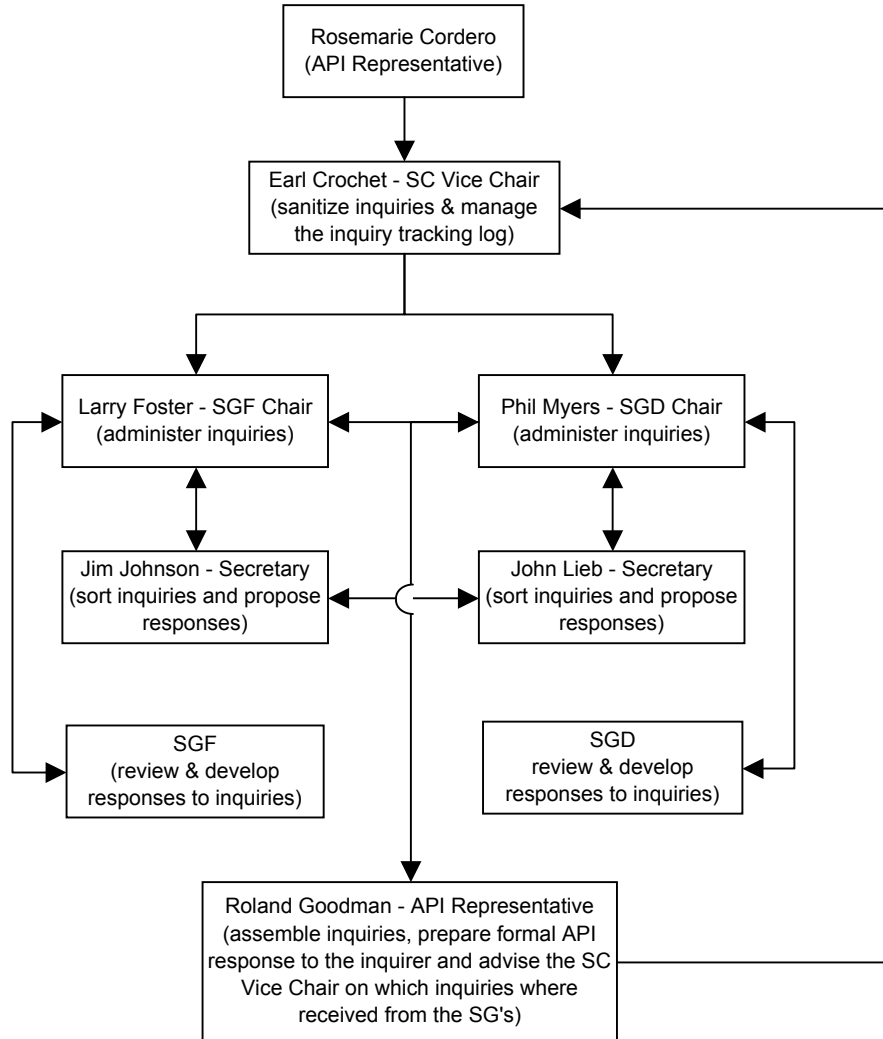 Rosemarie Cordero
(API Representative)
Earl Crochet - SC Vice Chair
(sanitize inquiries & manage
the inquiry tracking log)
Larry Foster - SGF Chair
(administer inquiries)
Phil Myers - SGD Chair
(administer inquiries)
Jim Johnson - Secretary
(sort inquiries and propose
responses)
John Lieb - Secretary
(sort inquiries and propose
responses)
SGF
(review & develop
responses to inquiries)
SGD
review & develop
responses to inquiries)
Roland Goodman - API Representative
(assemble inquiries, prepare formal API
response to the inquirer and advise the SC
Vice Chair on which inquiries where
received from the SG's)